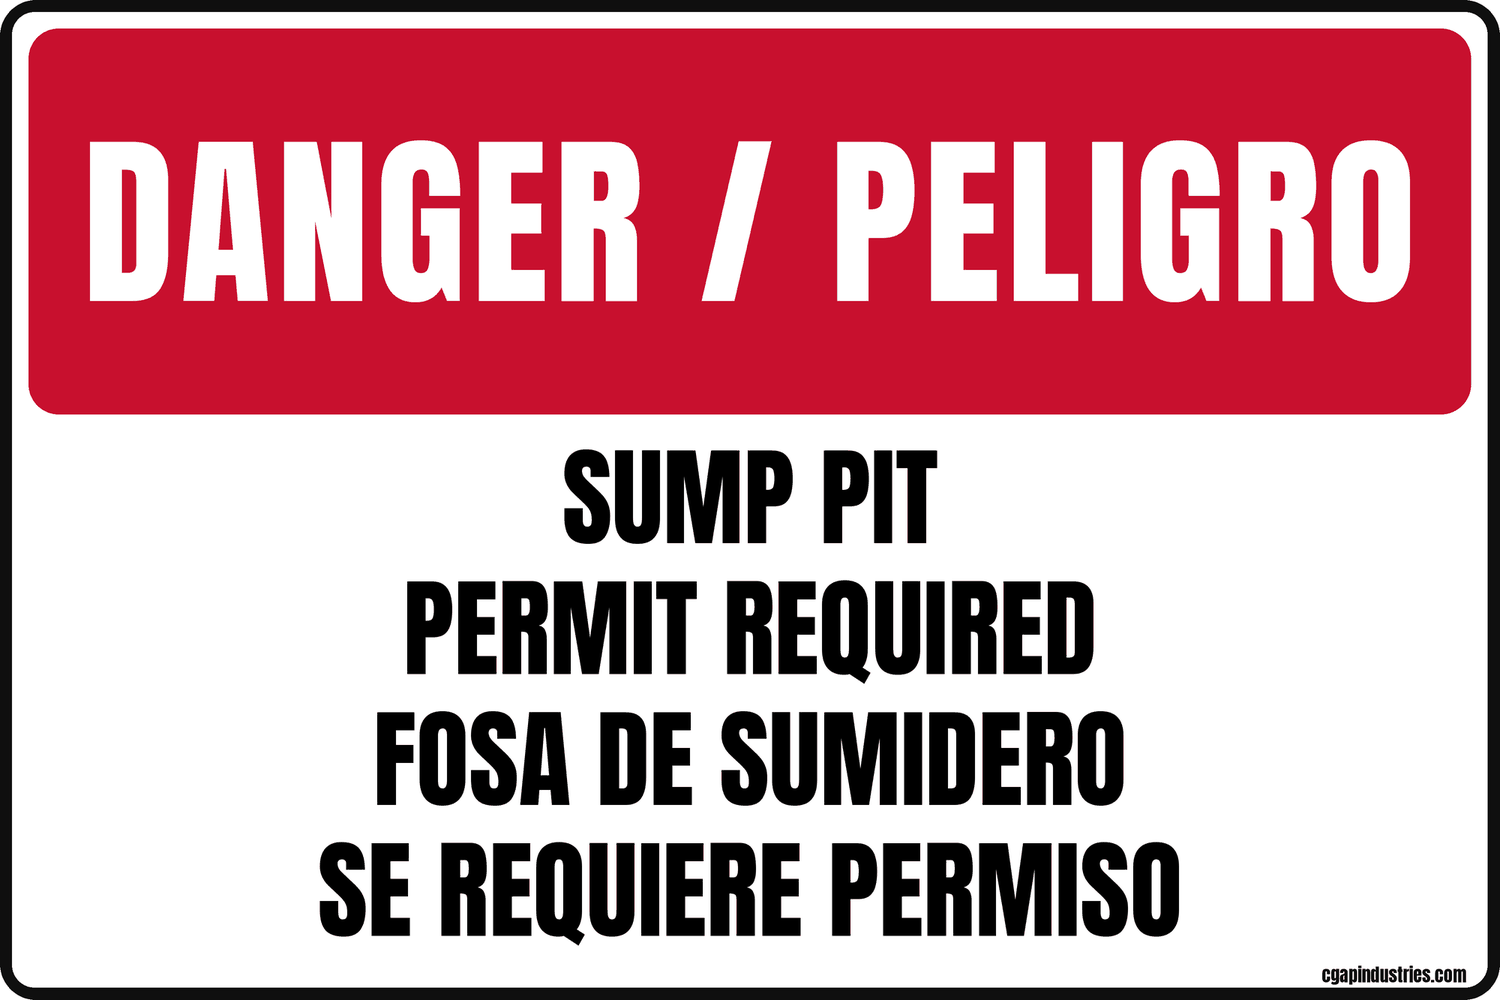 DANGER / PELIGRO
SUMP PIT
PERMIT REQUIRED
FOSA DE SUMIDERO
SE REQUIERE PERMISO
cgapindustries.com